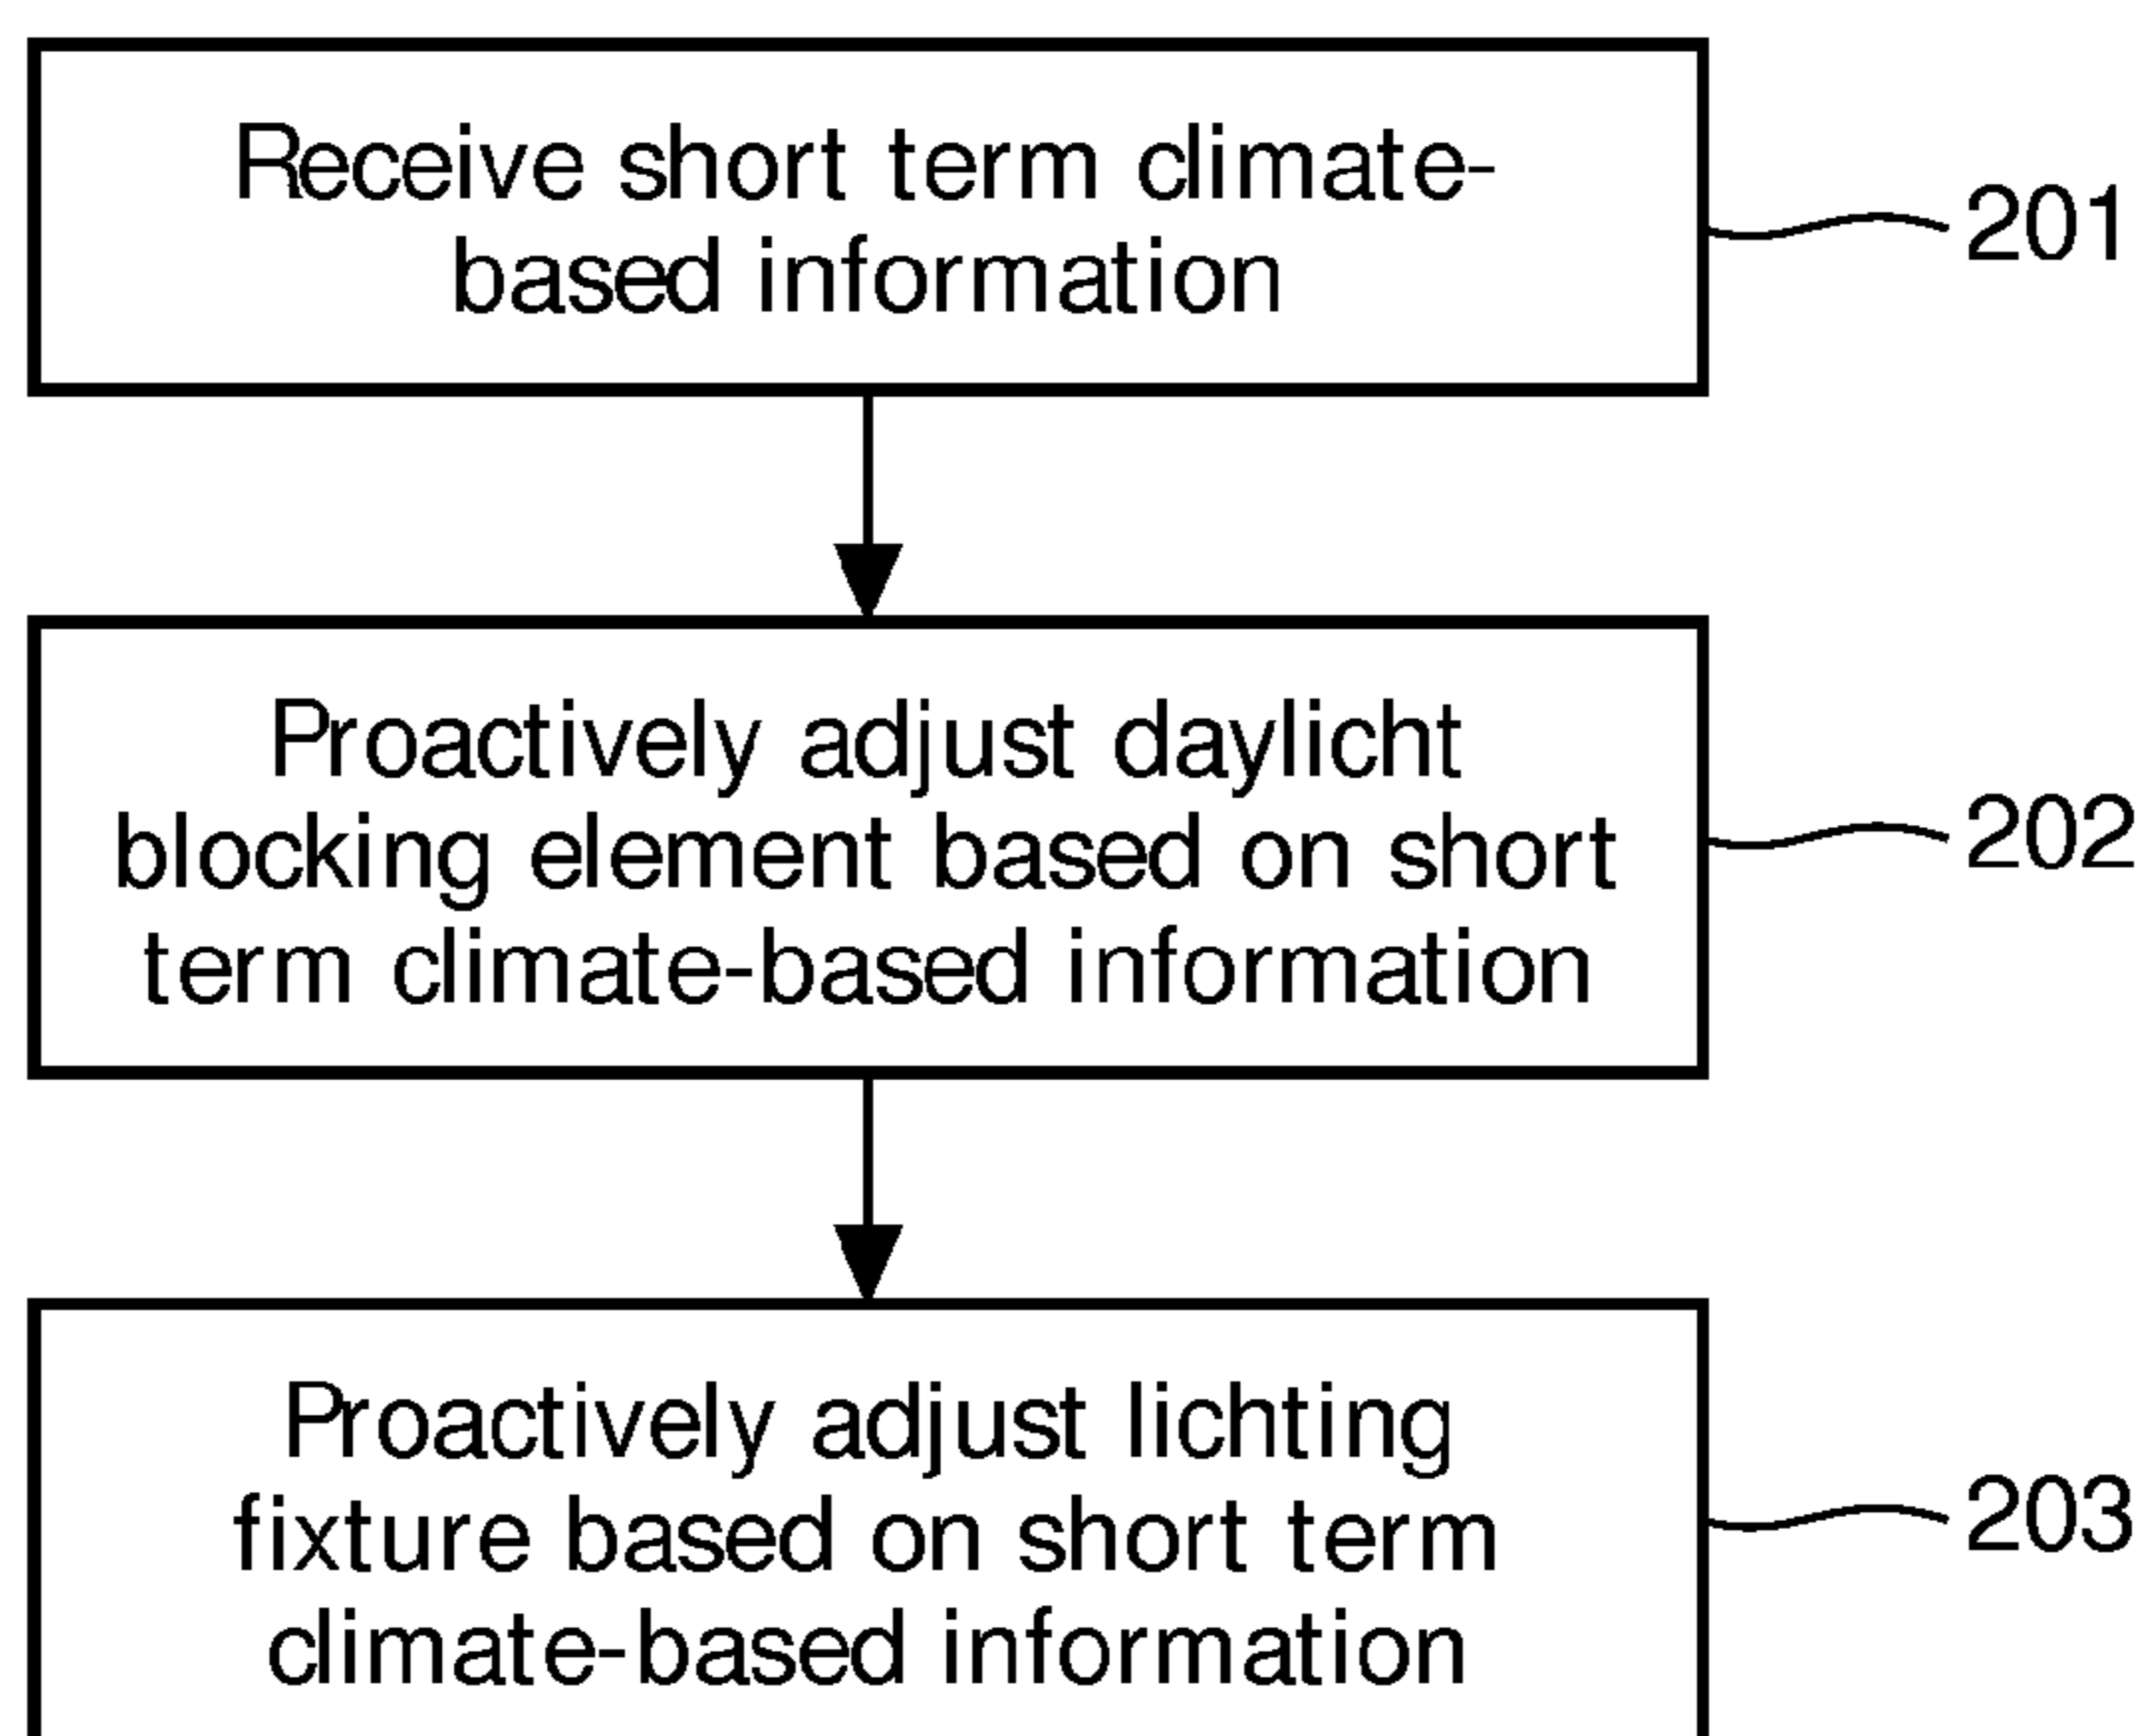 Receive short term climate-
based information
201
Proactively adjust daylicht
blocking element based on short
term climate-based information
202
Proactively adjust lichting
fixture based on short term
climate-based information
203